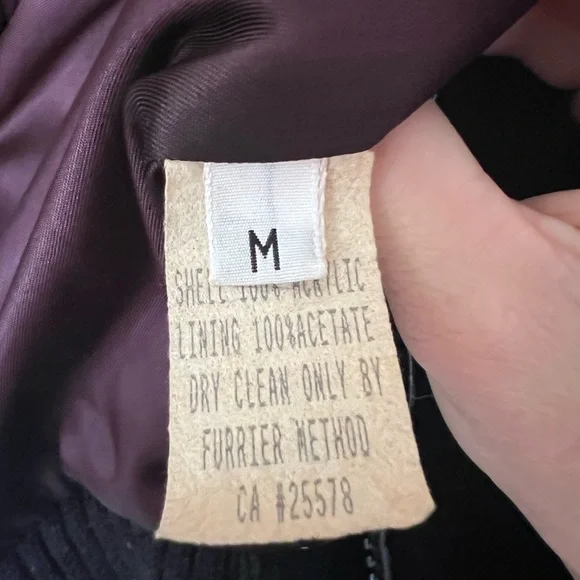 M
SHELL 100% ACRYLIC
LINING 100%ACETATE
DRY CLEAN ONLY BY
FURRIER METHOD
CA #25578